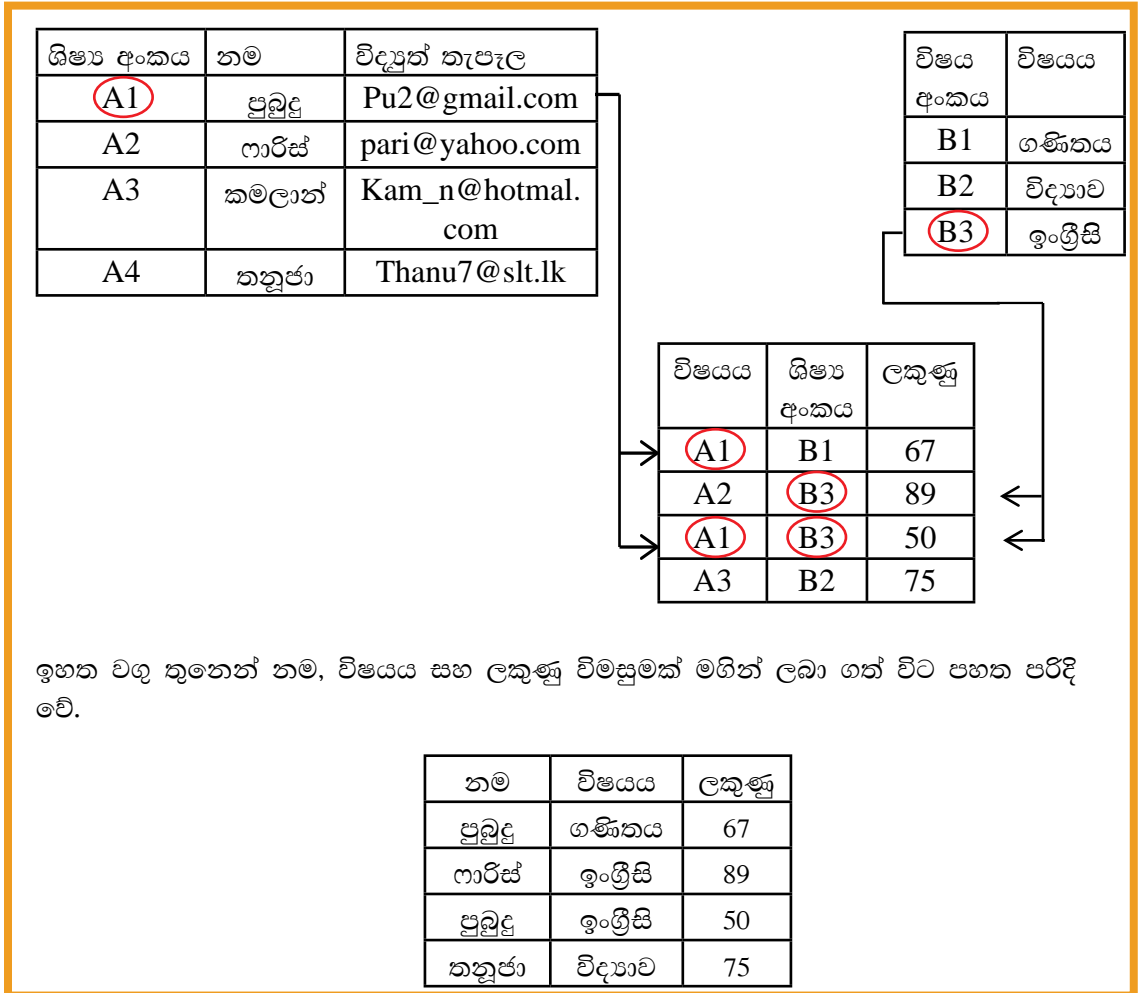 ශිෂ්‍ය අංකය නම විද්‍යුත් තැපෑල
A1 පුබුදු Pu2@gmail.com
A2 ෆාරිස් pari@yahoo.com
A3 කමලාන් Kam_n@hotmal.
com
A4 තනූජා Thanu7@slt.lk
විෂය විෂයය
අංකය
B1 ගණිතය
B2 විද්‍යාව
B3 ඉංග්‍රීසි
විෂයය ශිෂ්‍ය ලකුණු
අංකය
A1 B1 67
A2 B3 89
A1 B3 50
A3 B2 75
ඉහත වගු තුනෙන් නම, විෂයය සහ ලකුණු විමසුමක් මගින් ලබා ගත් විට පහත පරිදි
වේ.
නම විෂයය ලකුණු
පුබුදු ගණිතය 67
ෆාරිස් ඉංග්‍රීසි 89
පුබුදු ඉංග්‍රීසි 50
තනූජා විද්‍යාව 75